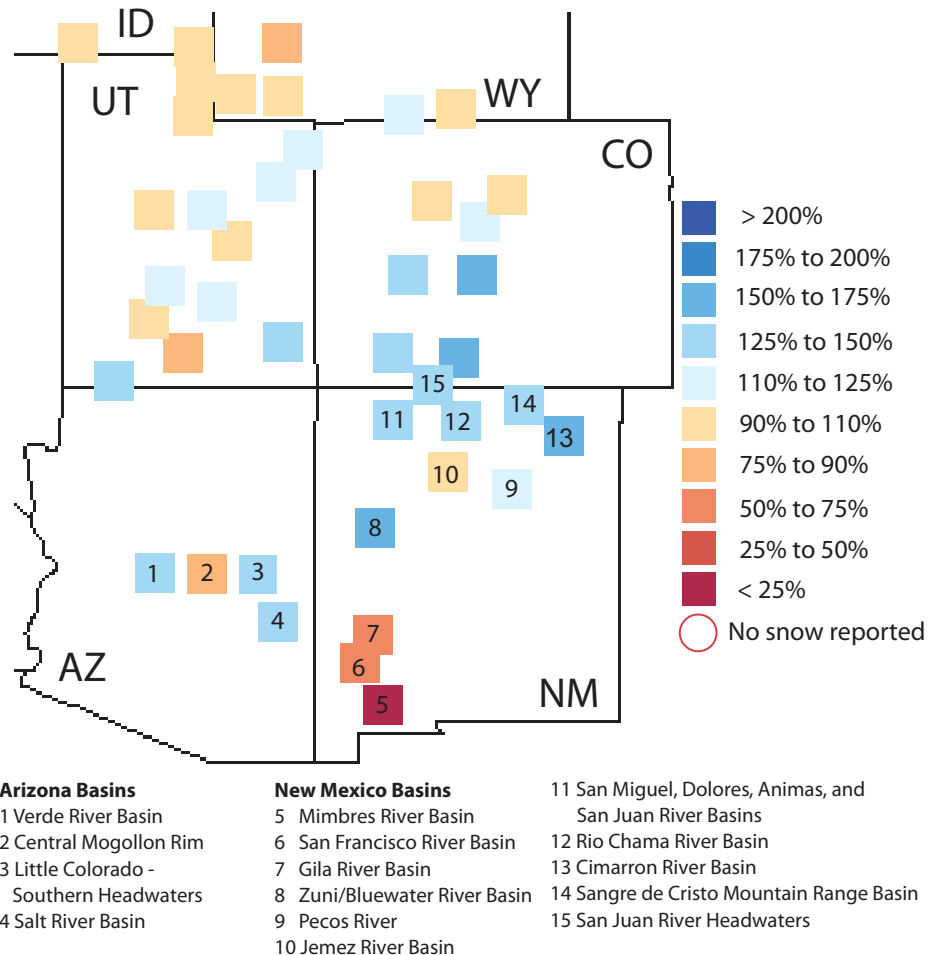 ID
UT
WY
CO
> 200%
175% to 200%
150% to 175%
125% to 150%
110% to 125%
90% to 110%
75% to 90%
50% to 75%
25% to 50%
< 25%
No snow reported
15
14
11
12
13
10
9
8
1
2
3
4
7
6
5
AZ
NM
Arizona Basins
1 Verde River Basin
2 Central Mogollon Rim
3 Little Colorado -
Southern Headwaters
4 Salt River Basin
New Mexico Basins
5 Mimbres River Basin
6 San Francisco River Basin
7 Gila River Basin
8 Zuni/Bluewater River Basin
9 Pecos River
10 Jemez River Basin
11 San Miguel, Dolores, Animas, and
San Juan River Basins
12 Rio Chama River Basin
13 Cimarron River Basin
14 Sangre de Cristo Mountain Range Basin
15 San Juan River Headwaters